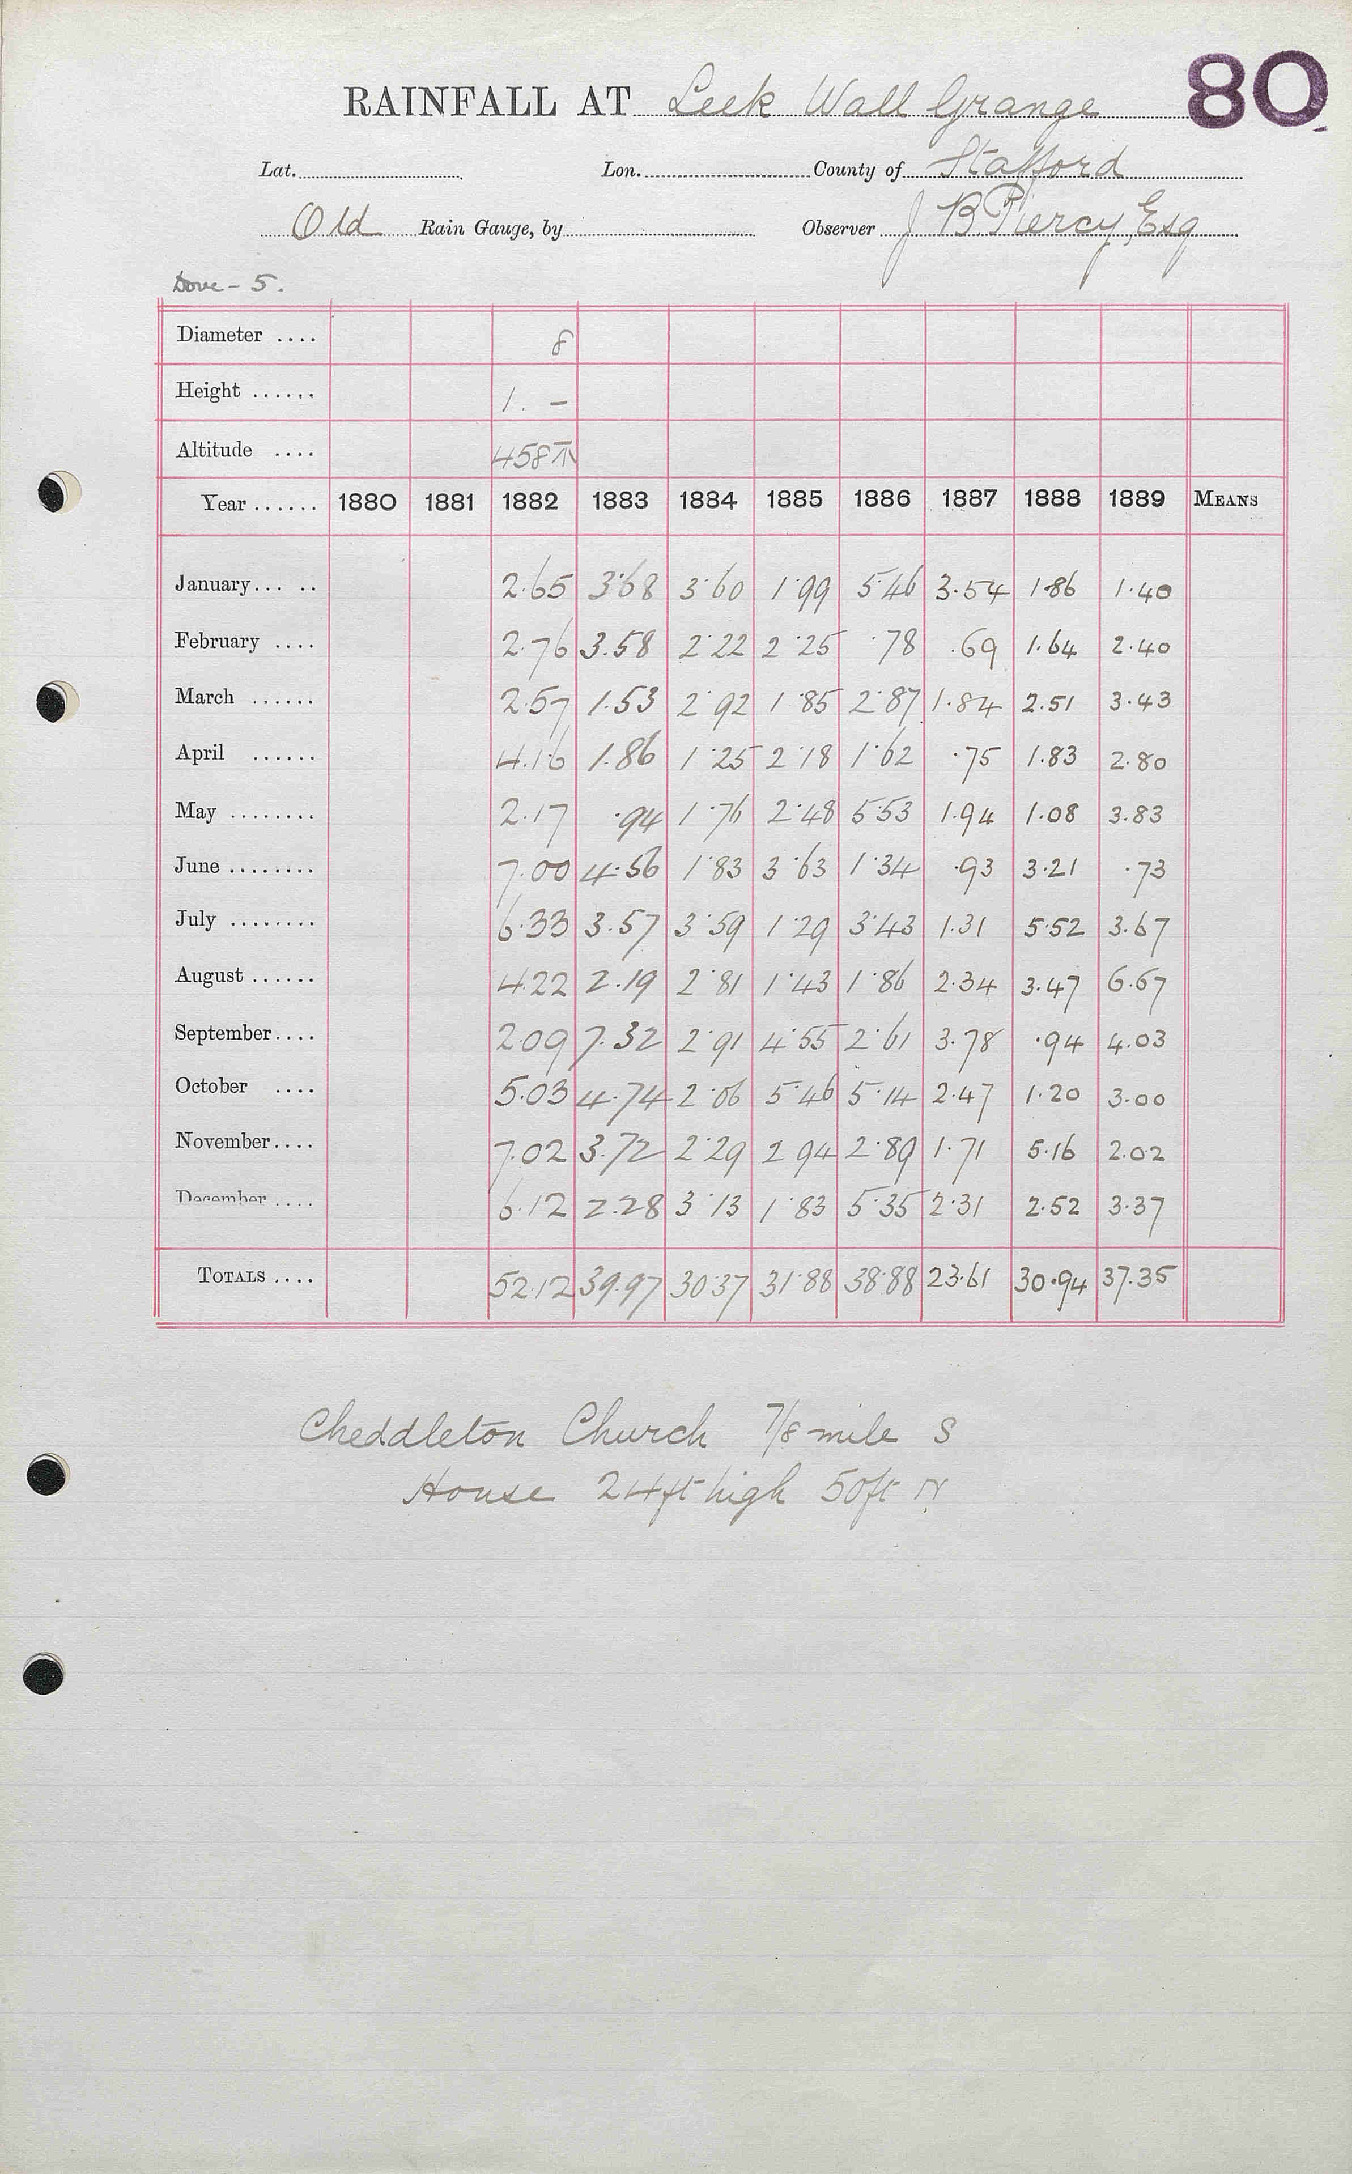 80
RAINFALL AT Leek Wall Grange
Lat. Lon. County of Stafford
Old Rain Gauge, by Observer J B Piercy, Esq
Dove - 5.
Diameter .... 8
Height ...... 1. -
Altitude .... 458
Year ...... 1880 1881 1882 1883 1884 1885 1886 1887 1888 1889 MEANS
January... .. 2.65 3.68 3.60 1.99 5.46 3.54 1.86 1.40
February .... 2.76 3.58 2.22 2.25 .78 .69 1.64 2.40
March ...... 2.57 1.53 2.92 1.85 2.87 1.84 2.51 3.43
April ...... 4.16 1.86 1.25 2.18 1.62 .75 1.83 2.80
May ........ 2.17 .94 1.76 2.48 5.53 1.94 1.08 3.83
June ........ 7.00 4.56 1.83 3.63 1.34 .93 3.21 .73
July ........ 6.33 3.57 3.59 1.29 3.43 1.31 5.52 3.67
August ...... 4.22 2.19 2.81 1.43 1.86 2.34 3.47 6.67
September.... 2.09 7.32 2.91 4.55 2.61 3.78 .94 4.03
October .... 5.03 4.74 2.06 5.46 5.14 2.47 1.20 3.00
November.... 7.02 3.72 2.29 2.94 2.89 1.71 5.16 2.02
December .... 6.12 2.28 3.13 1.83 5.35 2.31 2.52 3.37
TOTALS .... 52.12 39.97 30.37 31.88 38.88 23.61 30.94 37.35
Cheddleton Church 7/8 mile S
House 24ft high 50ft N